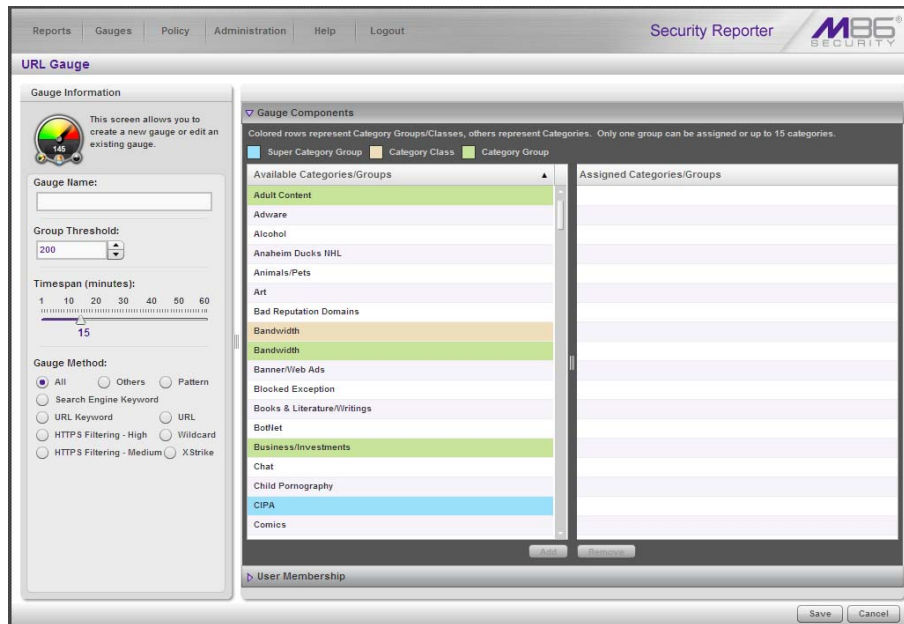 Reports Gauges Policy Administration Help Logout Security Reporter M86® SECURITY
URL Gauge
Gauge Information
This screen allows you to
create a new gauge or edit an
existing gauge.
145
Gauge Name:
Group Threshold:
200
Timespan (minutes):
1 10 20 30 40 50 60
15
Gauge Method:
All Others Pattern
Search Engine Keyword
URL Keyword URL
HTTPS Filtering - High Wildcard
HTTPS Filtering - Medium XStrike
Gauge Components
Colored rows represent Category Groups/Classes, others represent Categories. Only one group can be assigned or up to 15 categories.
Super Category Group Category Class Category Group
Available Categories/Groups
Adult Content
Adware
Alcohol
Anaheim Ducks NHL
Animals/Pets
Art
Bad Reputation Domains
Bandwidth
Bandwidth
Banner/Web Ads
Blocked Exception
Books & Literature/Writings
BotNet
Business/Investments
Chat
Child Pornography
CIPA
Comics
Assigned Categories/Groups
Add Remove
User Membership
Save Cancel